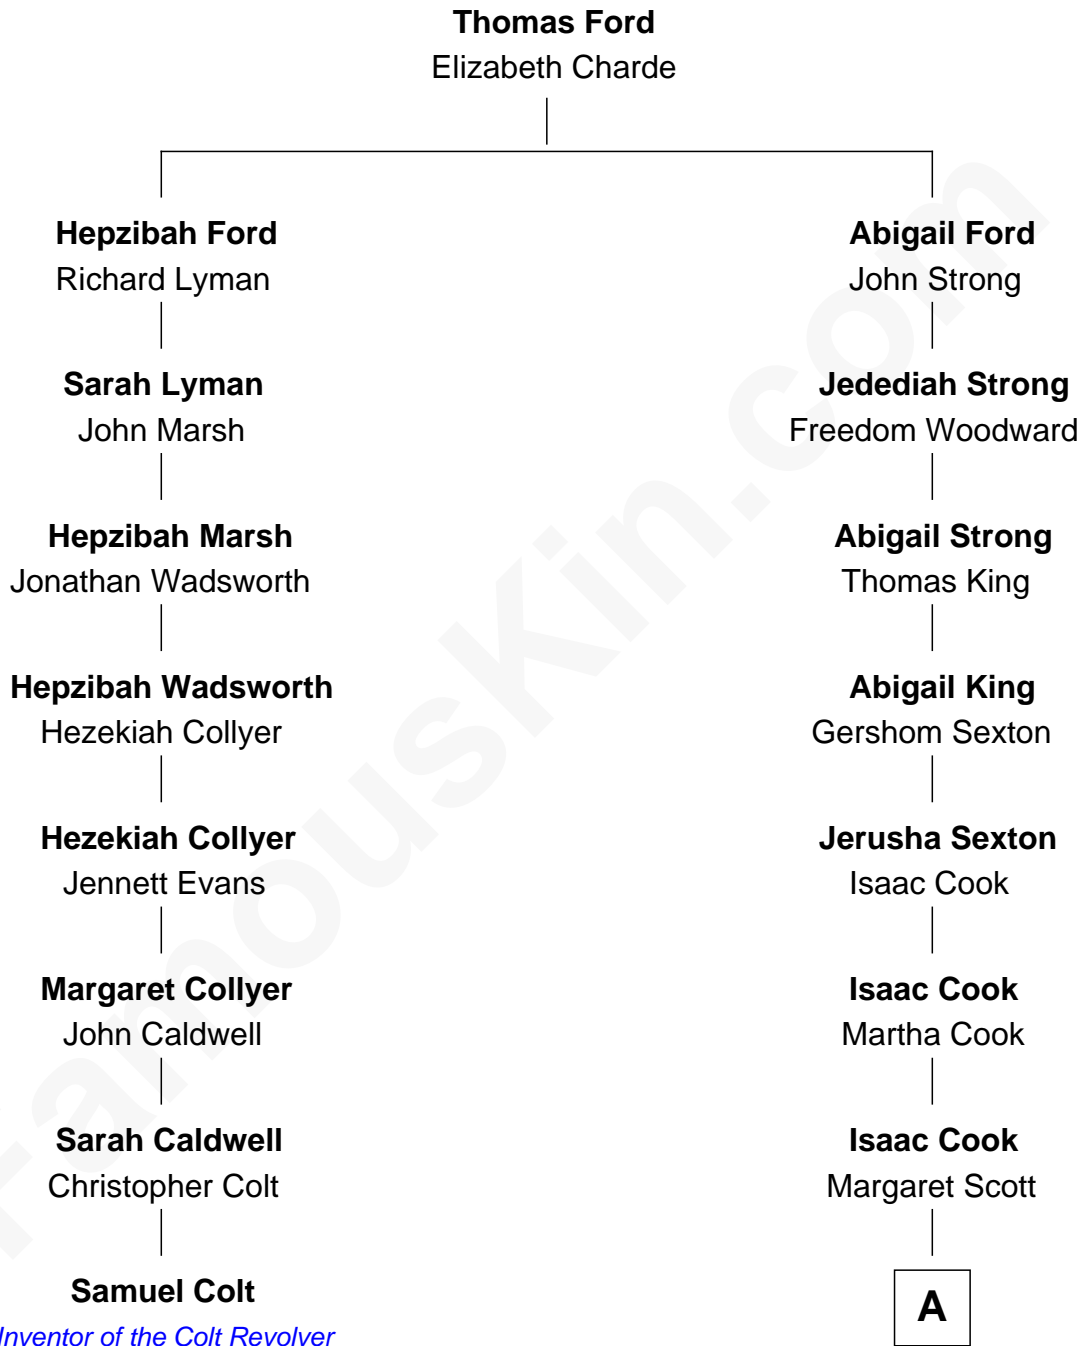 Thomas Ford
Elizabeth Charde
Hepzibah Ford
Richard Lyman
Abigail Ford
John Strong
Sarah Lyman
John Marsh
Jedediah Strong
Freedom Woodward
Hepzibah Marsh
Jonathan Wadsworth
Abigail Strong
Thomas King
Hepzibah Wadsworth
Hezekiah Collyer
Abigail King
Gershom Sexton
Hezekiah Collyer
Jennett Evans
Jerusha Sexton
Isaac Cook
Margaret Collyer
John Caldwell
Isaac Cook
Martha Cook
Sarah Caldwell
Christopher Colt
Isaac Cook
Margaret Scott
Samuel Colt
Inventor of the Colt Revolver
A
FamousKin.com